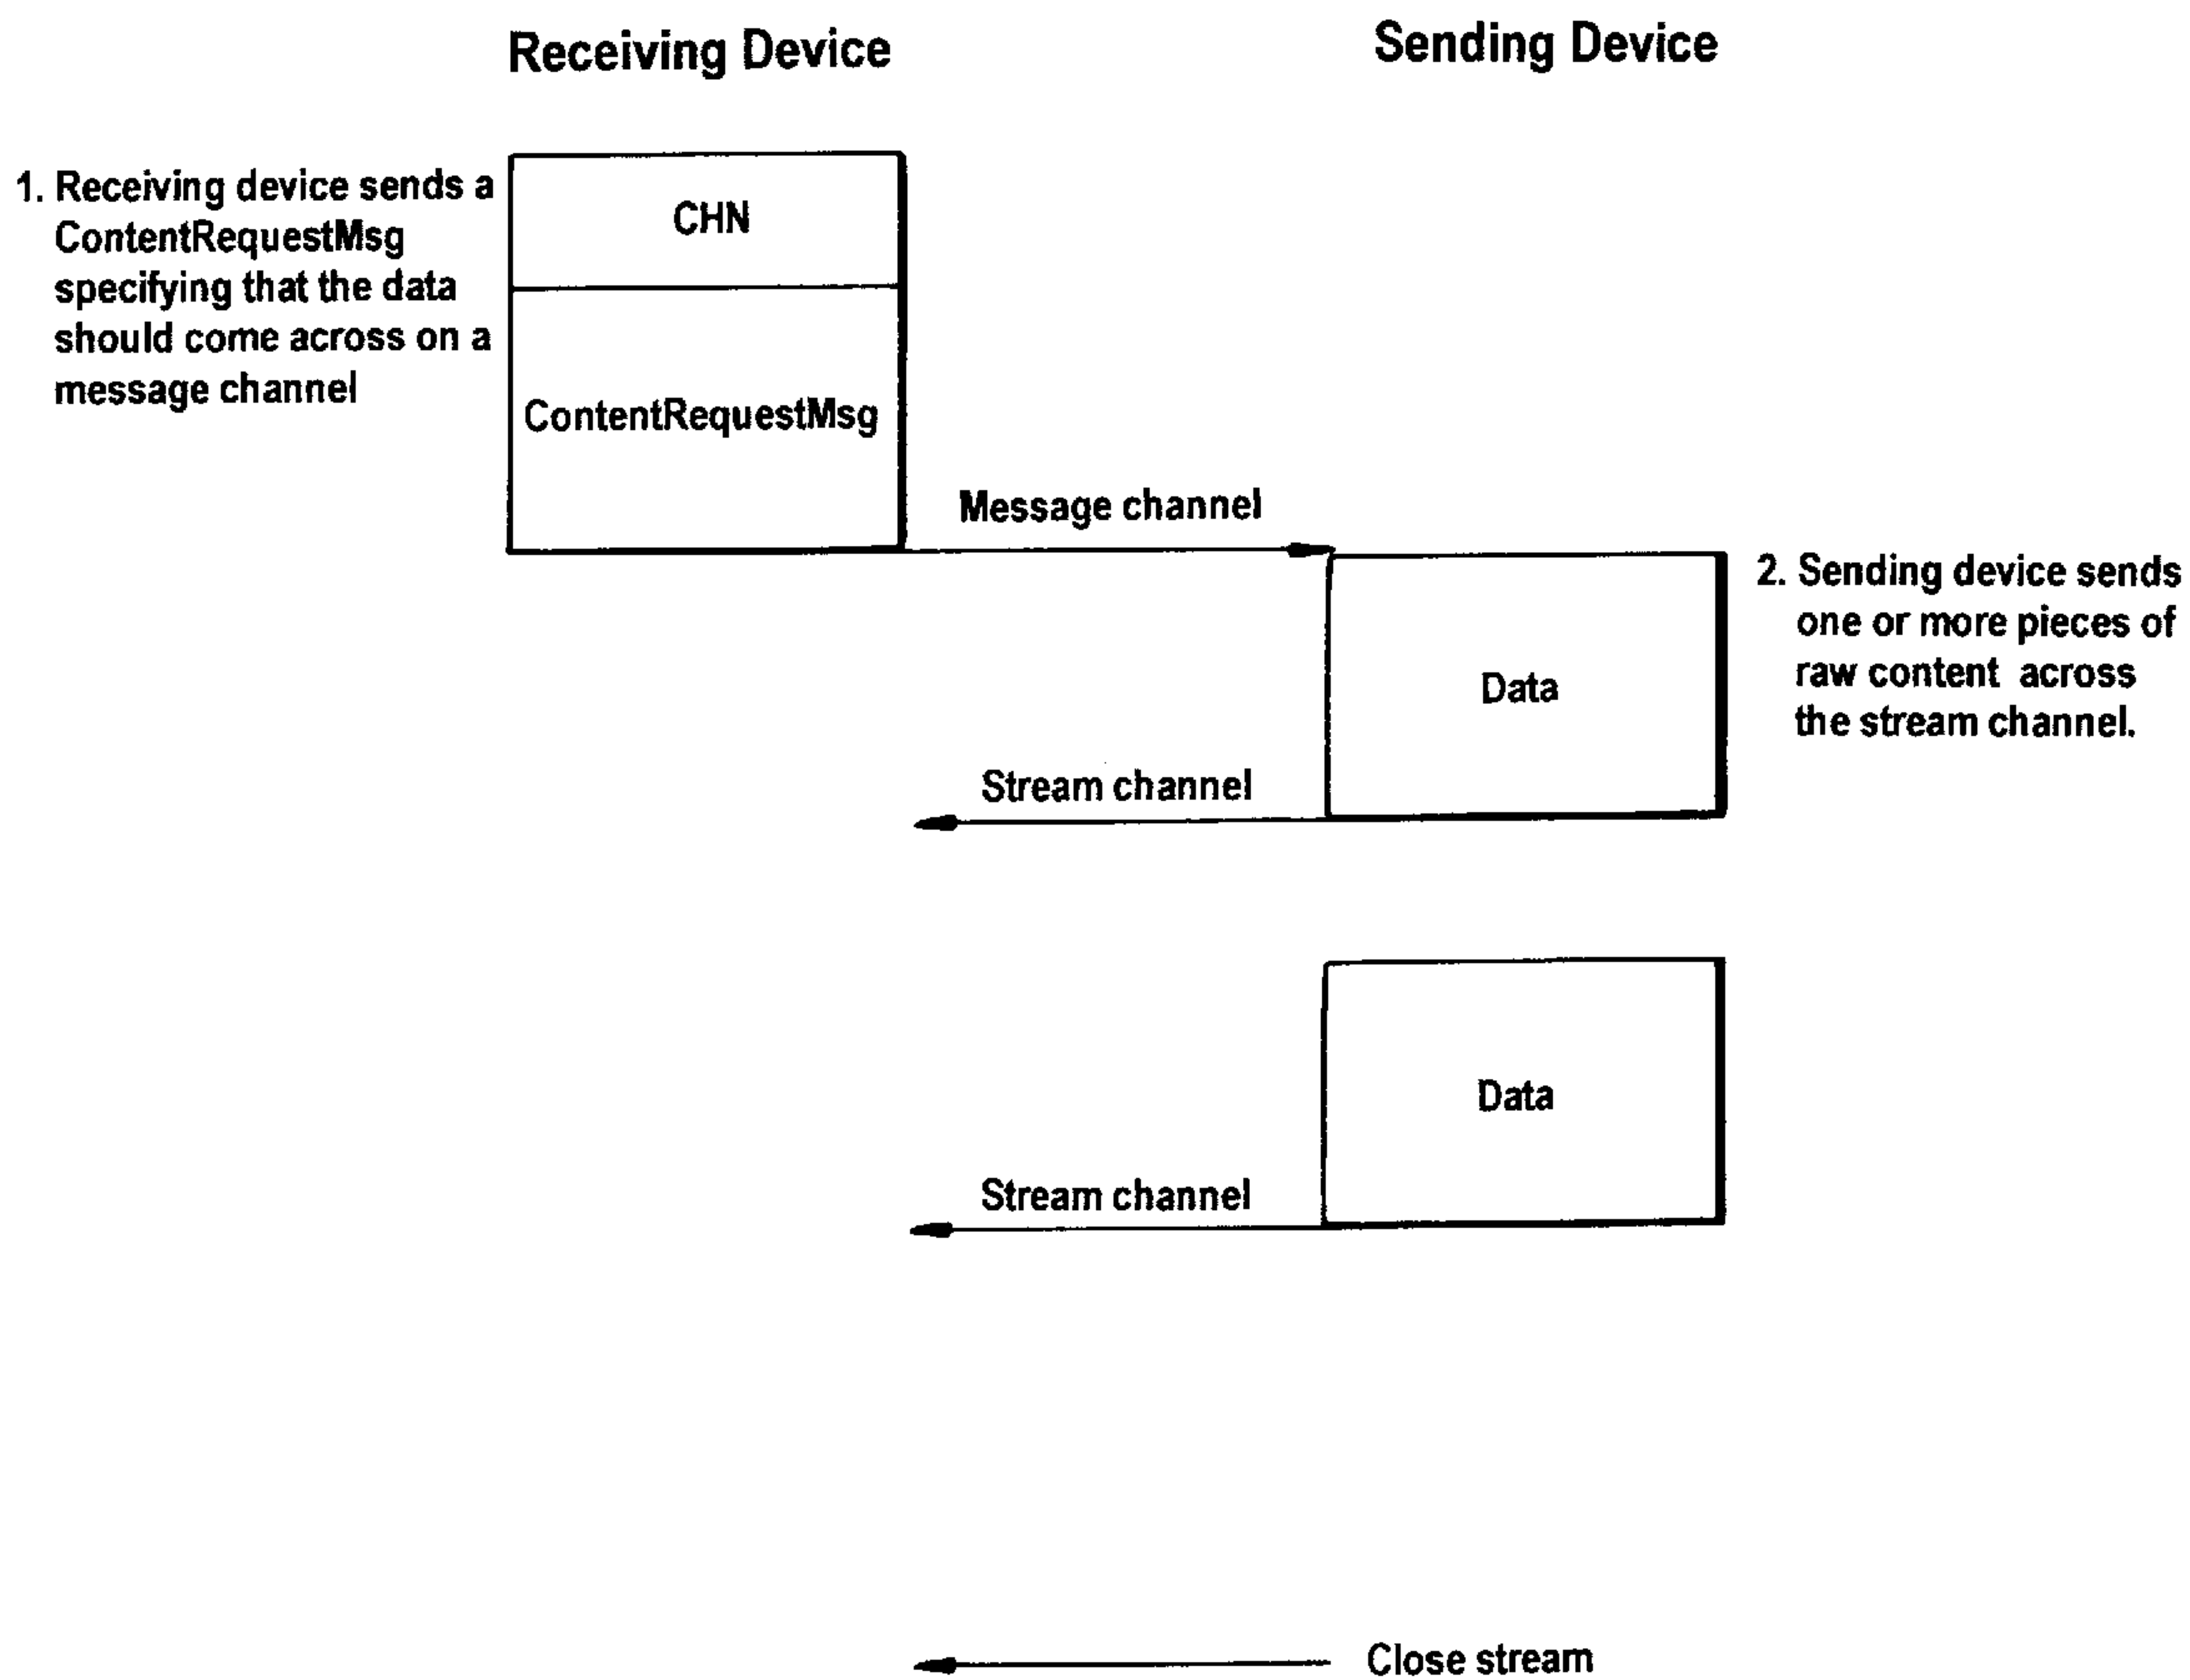 Receiving Device
Sending Device
1. Receiving device sends a
ContentRequestMsg
specifying that the data
should come across on a
message channel
CHN
ContentRequestMsg
Message channel
2. Sending device sends
one or more pieces of
raw content across
the stream channel.
Data
Stream channel
Data
Stream channel
Close stream